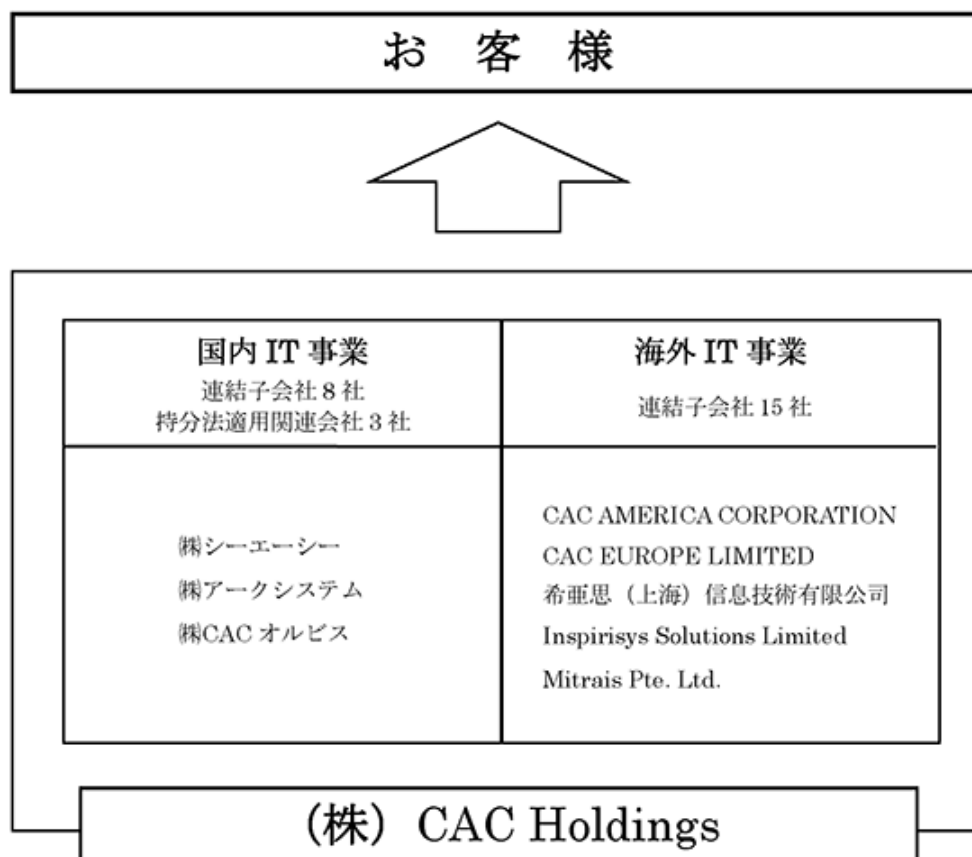 お 客 様
国内 IT 事業
連結子会社 8 社
持分法適用関連会社 3 社
海外 IT 事業
連結子会社 15 社
㈱シーエーシー
㈱アークシステム
㈱CAC オルビス
CAC AMERICA CORPORATION
CAC EUROPE LIMITED
希亜思（上海）信息技術有限公司
Inspirisys Solutions Limited
Mitrais Pte. Ltd.
（株）CAC Holdings